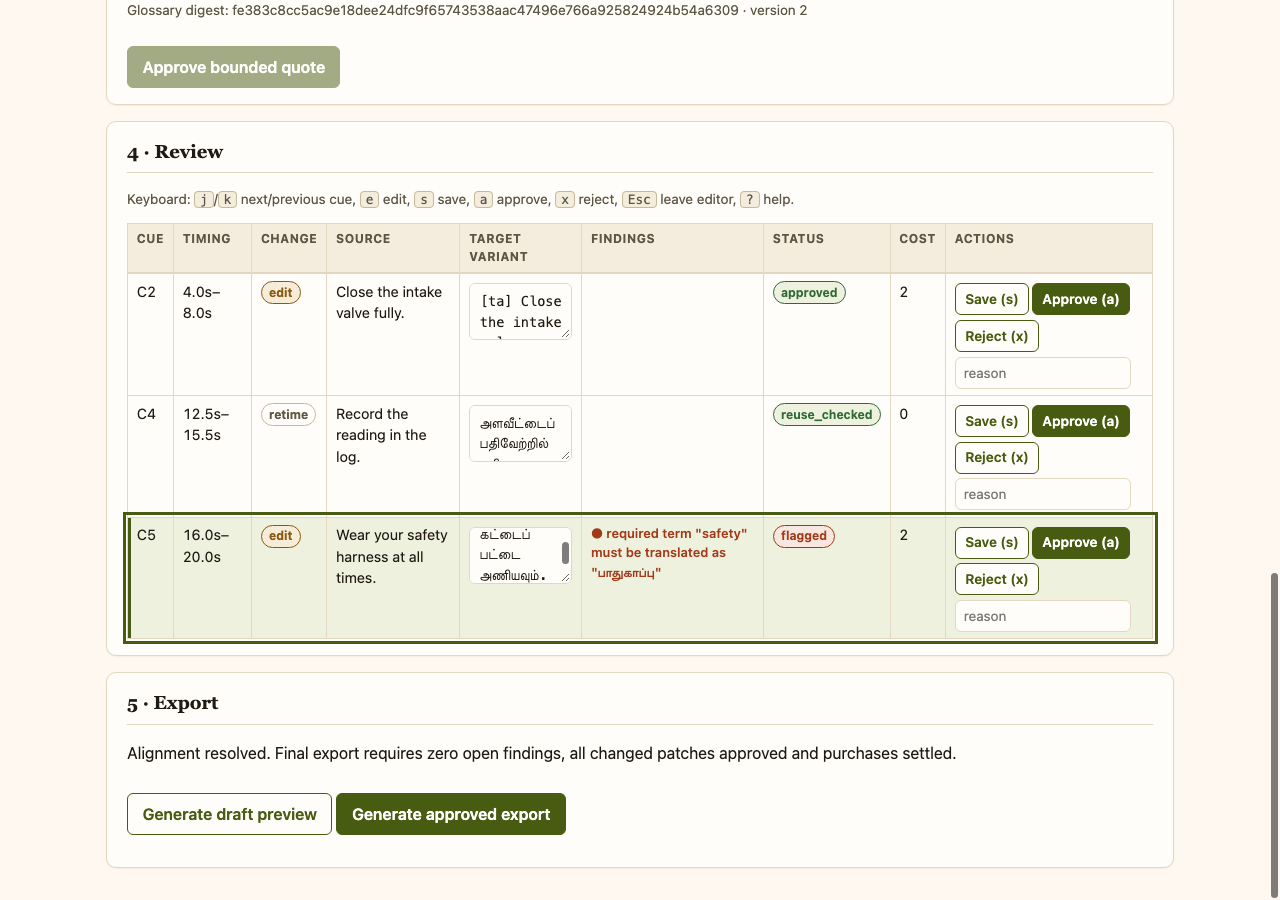 Glossary digest: fe383c8cc5ac9e18dee24dfc9f65743538aac47496e766a925824924b54a6309 · version 2
Approve bounded quote
4 · Review
Keyboard: j/k next/previous cue, e edit, s save, a approve, x reject, Esc leave editor, ? help.
CUE TIMING CHANGE SOURCE TARGET VARIANT FINDINGS STATUS COST ACTIONS
C2 4.0s–8.0s edit Close the intake valve fully. [ta] Close the intake approved 2 Save (s) Approve (a)
Reject (x)
reason
C4 12.5s–15.5s retime Record the reading in the log. அளவீட்டைப் பதிவேற்றில் reuse_checked 0 Save (s) Approve (a)
Reject (x)
reason
C5 16.0s–20.0s edit Wear your safety harness at all times. கட்டைப் பட்டை அணியவும். ● required term "safety" must be translated as "பாதுகாப்பு" flagged 2 Save (s) Approve (a)
Reject (x)
reason
5 · Export
Alignment resolved. Final export requires zero open findings, all changed patches approved and purchases settled.
Generate draft preview Generate approved export